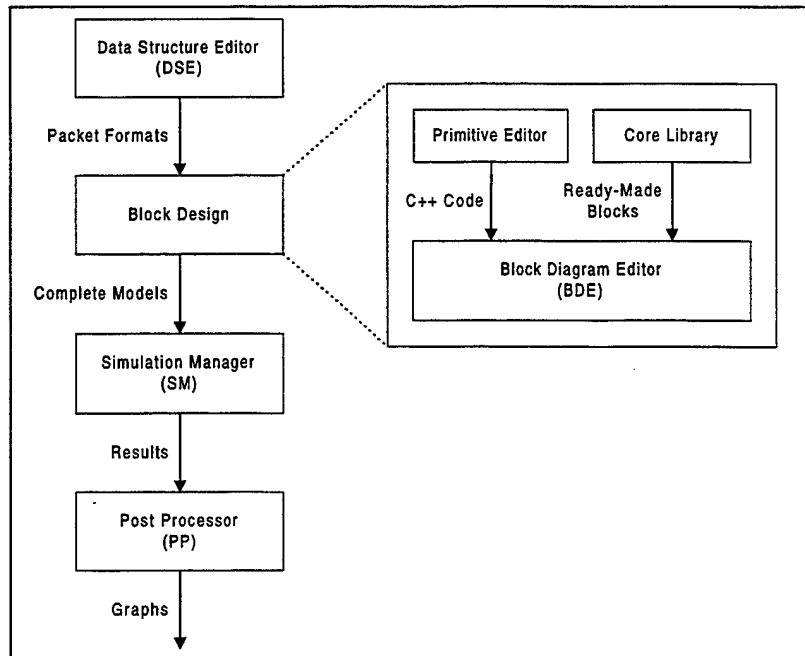 Data Structure Editor
(DSE)
Packet Formats
Block Design
Complete Models
Simulation Manager
(SM)
Results
Post Processor
(PP)
Graphs
Primitive Editor
Core Library
C++ Code
Ready-Made
Blocks
Block Diagram Editor
(BDE)